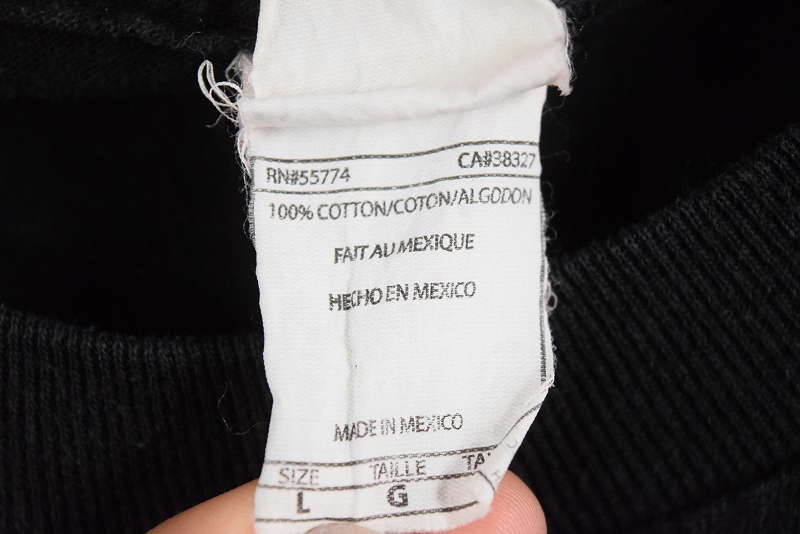 RN#55774 CA#38327
100% COTTON/COTON/ALGODON
FAIT AU MEXIQUE
HECHO EN MEXICO
MADE IN MEXICO
SIZE TAILLE TA
L G